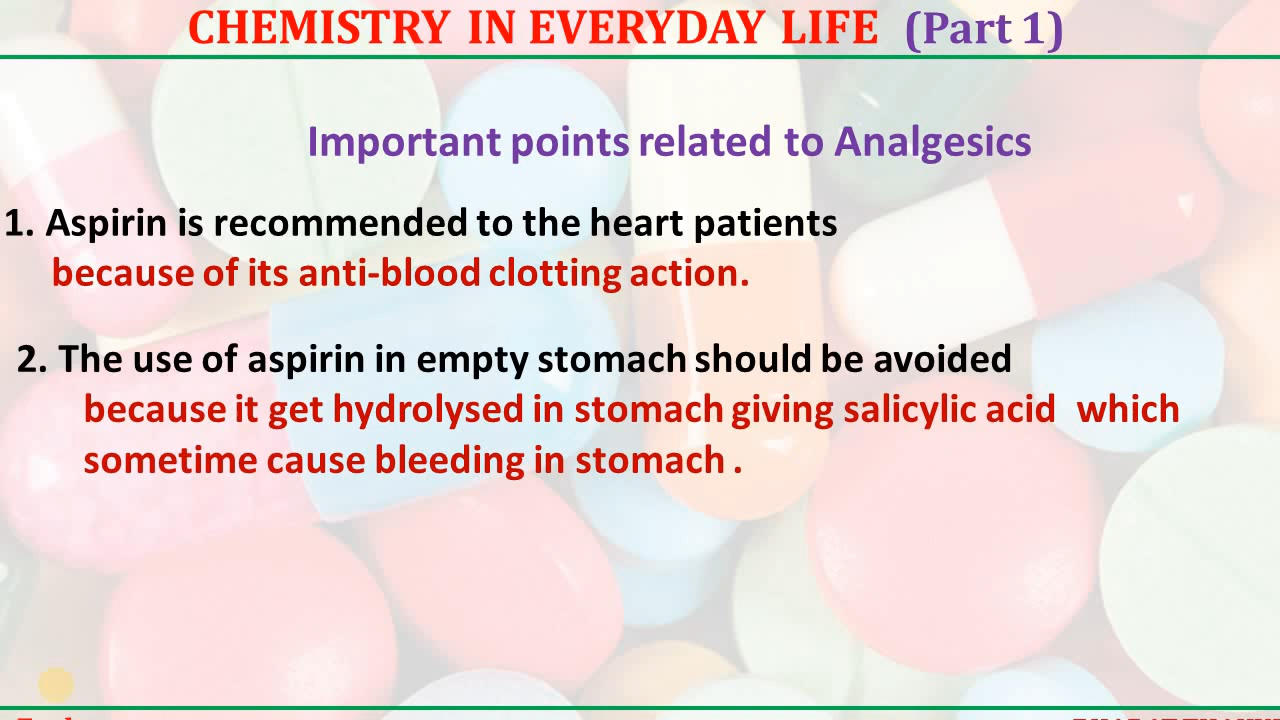 CHEMISTRY IN EVERYDAY LIFE (Part 1)
Important points related to Analgesics
1. Aspirin is recommended to the heart patients
because of its anti-blood clotting action.
2. The use of aspirin in empty stomach should be avoided
because it get hydrolysed in stomach giving salicylic acid which
sometime cause bleeding in stomach .